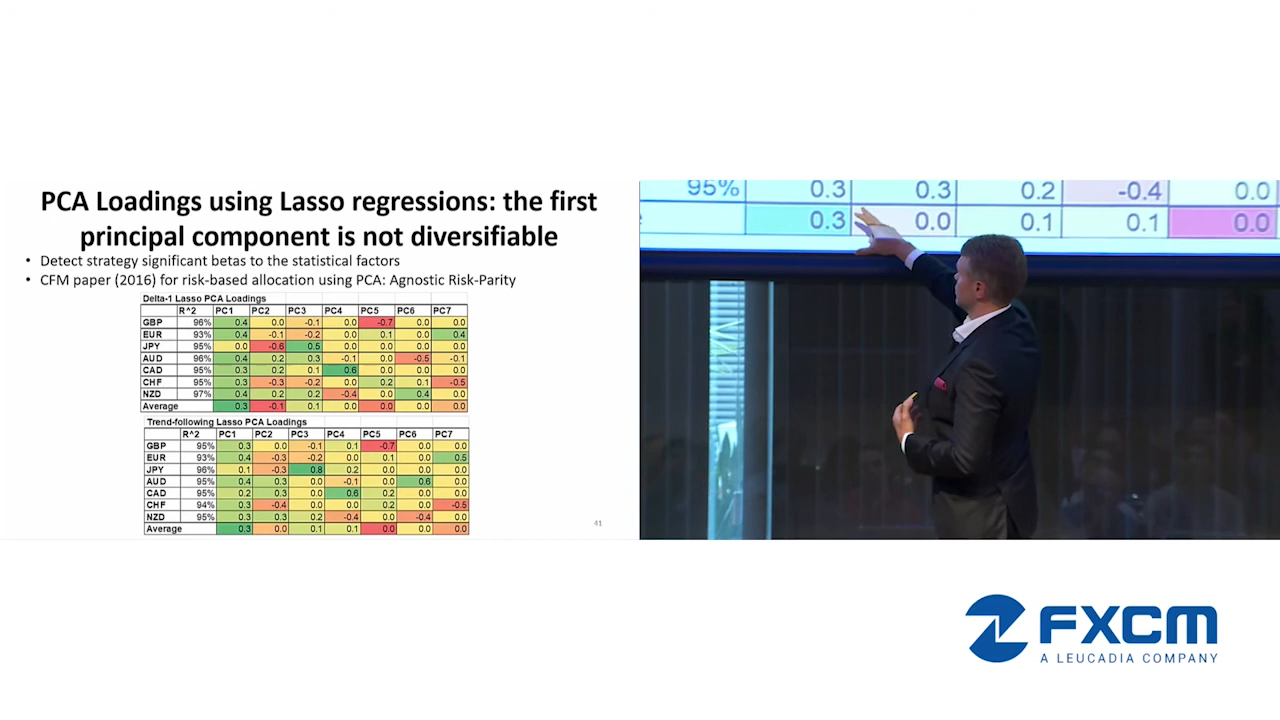 PCA Loadings using Lasso regressions: the first
principal component is not diversifiable
• Detect strategy significant betas to the statistical factors
• CFM paper (2016) for risk-based allocation using PCA: Agnostic Risk-Parity
Delta-1 Lasso PCA Loadings
R^2 PC1 PC2 PC3 PC4 PC5 PC6 PC7
GBP 96% 0.4 0.0 -0.1 0.0 -0.7 0.0 0.0
EUR 93% 0.4 -0.1 -0.2 0.0 0.1 0.0 0.4
JPY 95% 0.0 -0.6 0.5 0.0 0.0 0.0 0.0
AUD 96% 0.4 0.2 0.3 -0.1 0.0 -0.5 -0.1
CAD 95% 0.3 0.2 0.1 0.6 0.0 0.0 0.0
CHF 95% 0.3 -0.3 -0.2 0.0 0.2 0.1 -0.5
NZD 97% 0.4 0.2 0.2 -0.4 0.0 0.4 0.0
Average 0.3 -0.1 0.1 0.0 0.0 0.0 0.0
Trend-following Lasso PCA Loadings
R^2 PC1 PC2 PC3 PC4 PC5 PC6 PC7
GBP 95% 0.3 0.0 -0.1 0.1 -0.7 0.0 0.0
EUR 93% 0.4 -0.3 -0.2 0.0 0.1 0.0 0.5
JPY 96% 0.1 -0.3 0.8 0.2 0.0 0.0 0.0
AUD 95% 0.4 0.3 0.0 -0.1 0.0 0.6 0.0
CAD 95% 0.2 0.3 0.0 0.6 0.2 0.0 0.0
CHF 94% 0.3 -0.4 0.0 0.0 0.2 0.0 -0.5
NZD 95% 0.3 0.3 0.2 -0.4 0.0 -0.4 0.0
Average 0.3 0.0 0.1 0.1 0.0 0.0 0.0
41
95% 0.3 0.3 0.2 -0.4 0.0
0.3 0.0 0.1 0.1 0.0
FXCM
A LEUCADIA COMPANY